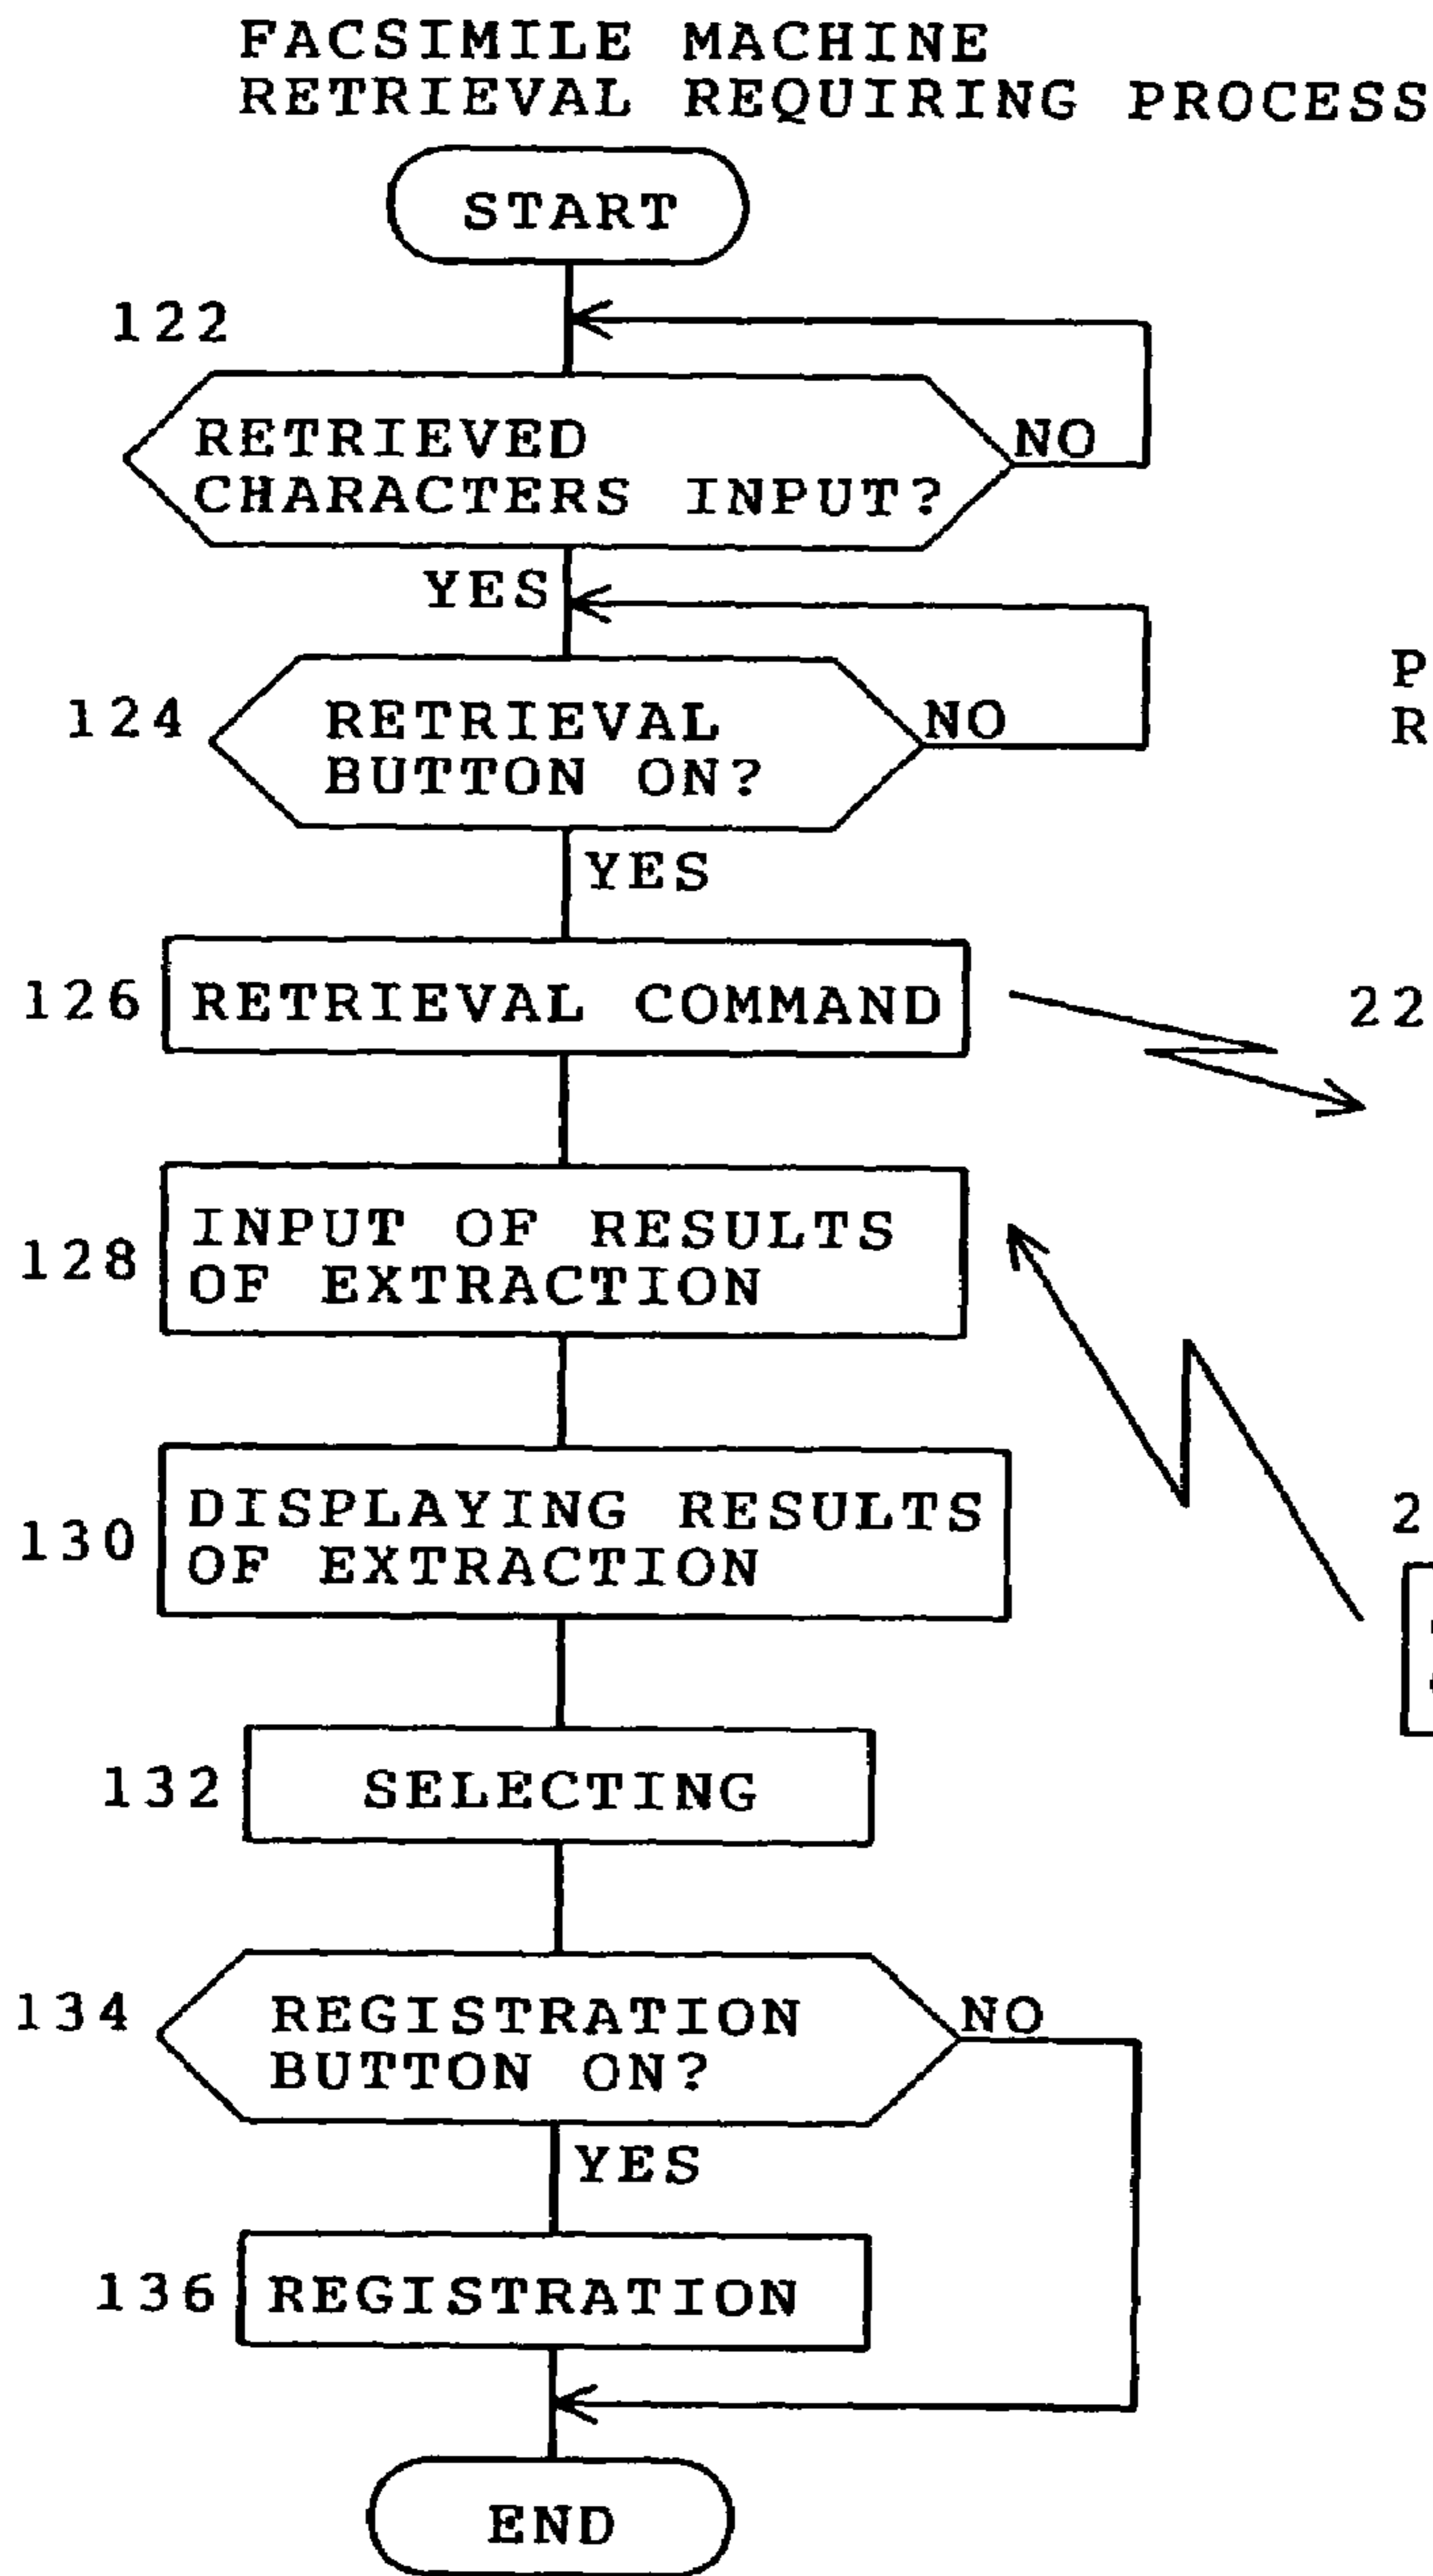 FACSIMILE MACHINE
RETRIEVAL REQUIRING PROCESS
START
122
RETRIEVED
CHARACTERS INPUT?
NO
YES
124
RETRIEVAL
BUTTON ON?
NO
P
R
YES
126
RETRIEVAL COMMAND
22
128
INPUT OF RESULTS
OF EXTRACTION
130
DISPLAYING RESULTS
OF EXTRACTION
2
132
SELECTING
134
REGISTRATION
BUTTON ON?
NO
YES
136
REGISTRATION
END